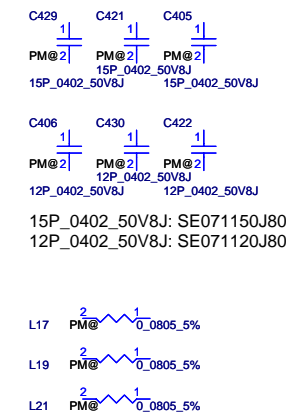 C429 C421 C405
1 1 1
PM@ 2 PM@ 2 PM@ 2
15P_0402_50V8J
15P_0402_50V8J 15P_0402_50V8J
C406 C430 C422
1 1 1
PM@ 2 PM@ 2 PM@ 2
12P_0402_50V8J
12P_0402_50V8J 12P_0402_50V8J
15P_0402_50V8J: SE071150J80
12P_0402_50V8J: SE071120J80
2 1
L17 PM@ 0_0805_5%
2 1
L19 PM@ 0_0805_5%
2 1
L21 PM@ 0_0805_5%